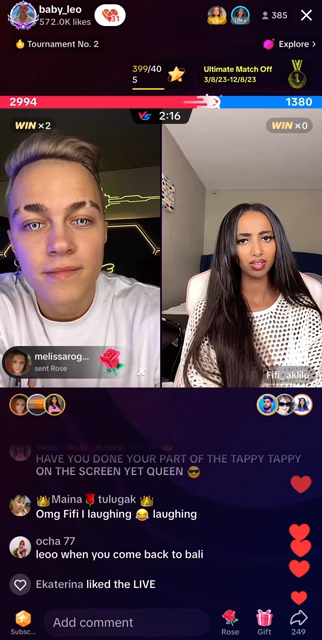 baby_leo
572.0K likes
31
385
Tournament No. 2
Explore >
399/40
5
Ultimate Match Off
3/8/23-12/8/23
2994
1380
WIN ×2
VS 2:16
WIN ×0
melissarog...
sent Rose
x
Fifi_aklilu
HAVE YOU DONE YOUR PART OF THE TAPPY TAPPY
ON THE SCREEN YET QUEEN 😎
👑Maina🌹tulugak 👑
Omg Fifi I laughing 😂 laughing
ocha 77
leoo when you come back to bali
Ekaterina liked the LIVE
Subsc...
Add comment
Rose
Gift
249